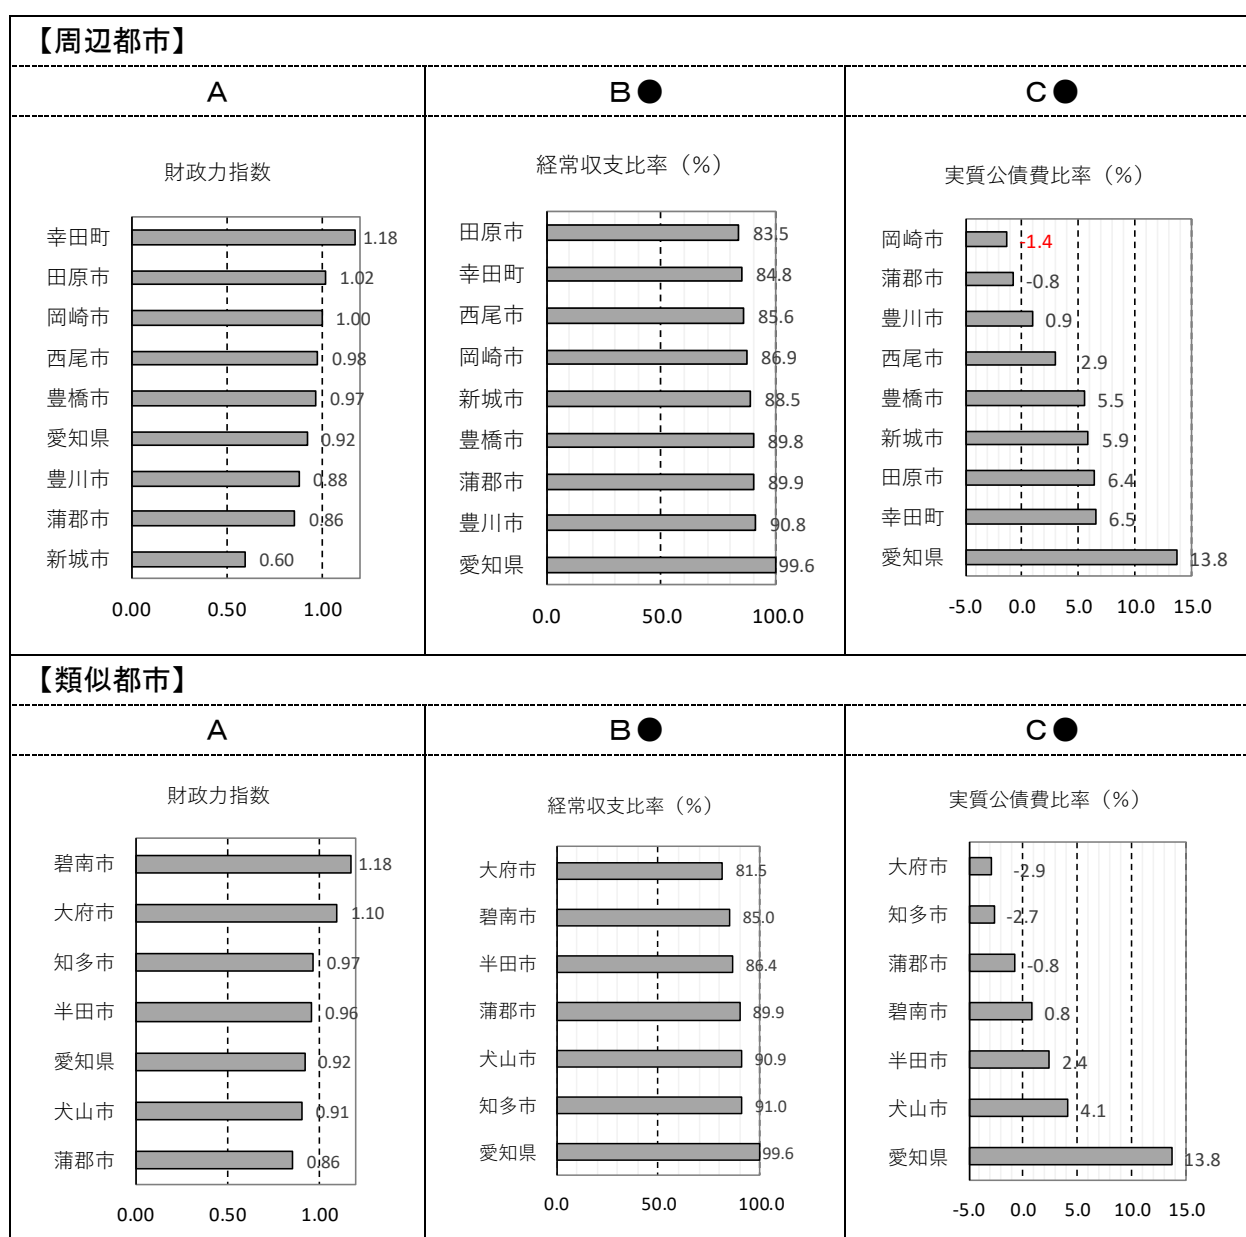 【周辺都市】
A
B●
C●
財政力指数
幸田町 1.18
田原市 1.02
岡崎市 1.00
西尾市 0.98
豊橋市 0.97
愛知県 0.92
豊川市 0.88
蒲郡市 0.86
新城市 0.60
0.00 0.50 1.00
経常収支比率（%）
田原市 83.5
幸田町 84.8
西尾市 85.6
岡崎市 86.9
新城市 88.5
豊橋市 89.8
蒲郡市 89.9
豊川市 90.8
愛知県 99.6
0.0 50.0 100.0
実質公債費比率（%）
岡崎市 -1.4
蒲郡市 -0.8
豊川市 0.9
西尾市 2.9
豊橋市 5.5
新城市 5.9
田原市 6.4
幸田町 6.5
愛知県 13.8
-5.0 0.0 5.0 10.0 15.0
【類似都市】
A
B●
C●
財政力指数
碧南市 1.18
大府市 1.10
知多市 0.97
半田市 0.96
愛知県 0.92
犬山市 0.91
蒲郡市 0.86
0.00 0.50 1.00
経常収支比率（%）
大府市 81.5
碧南市 85.0
半田市 86.4
蒲郡市 89.9
犬山市 90.9
知多市 91.0
愛知県 99.6
0.0 50.0 100.0
実質公債費比率（%）
大府市 -2.9
知多市 -2.7
蒲郡市 -0.8
碧南市 0.8
半田市 2.4
犬山市 4.1
愛知県 13.8
-5.0 0.0 5.0 10.0 15.0